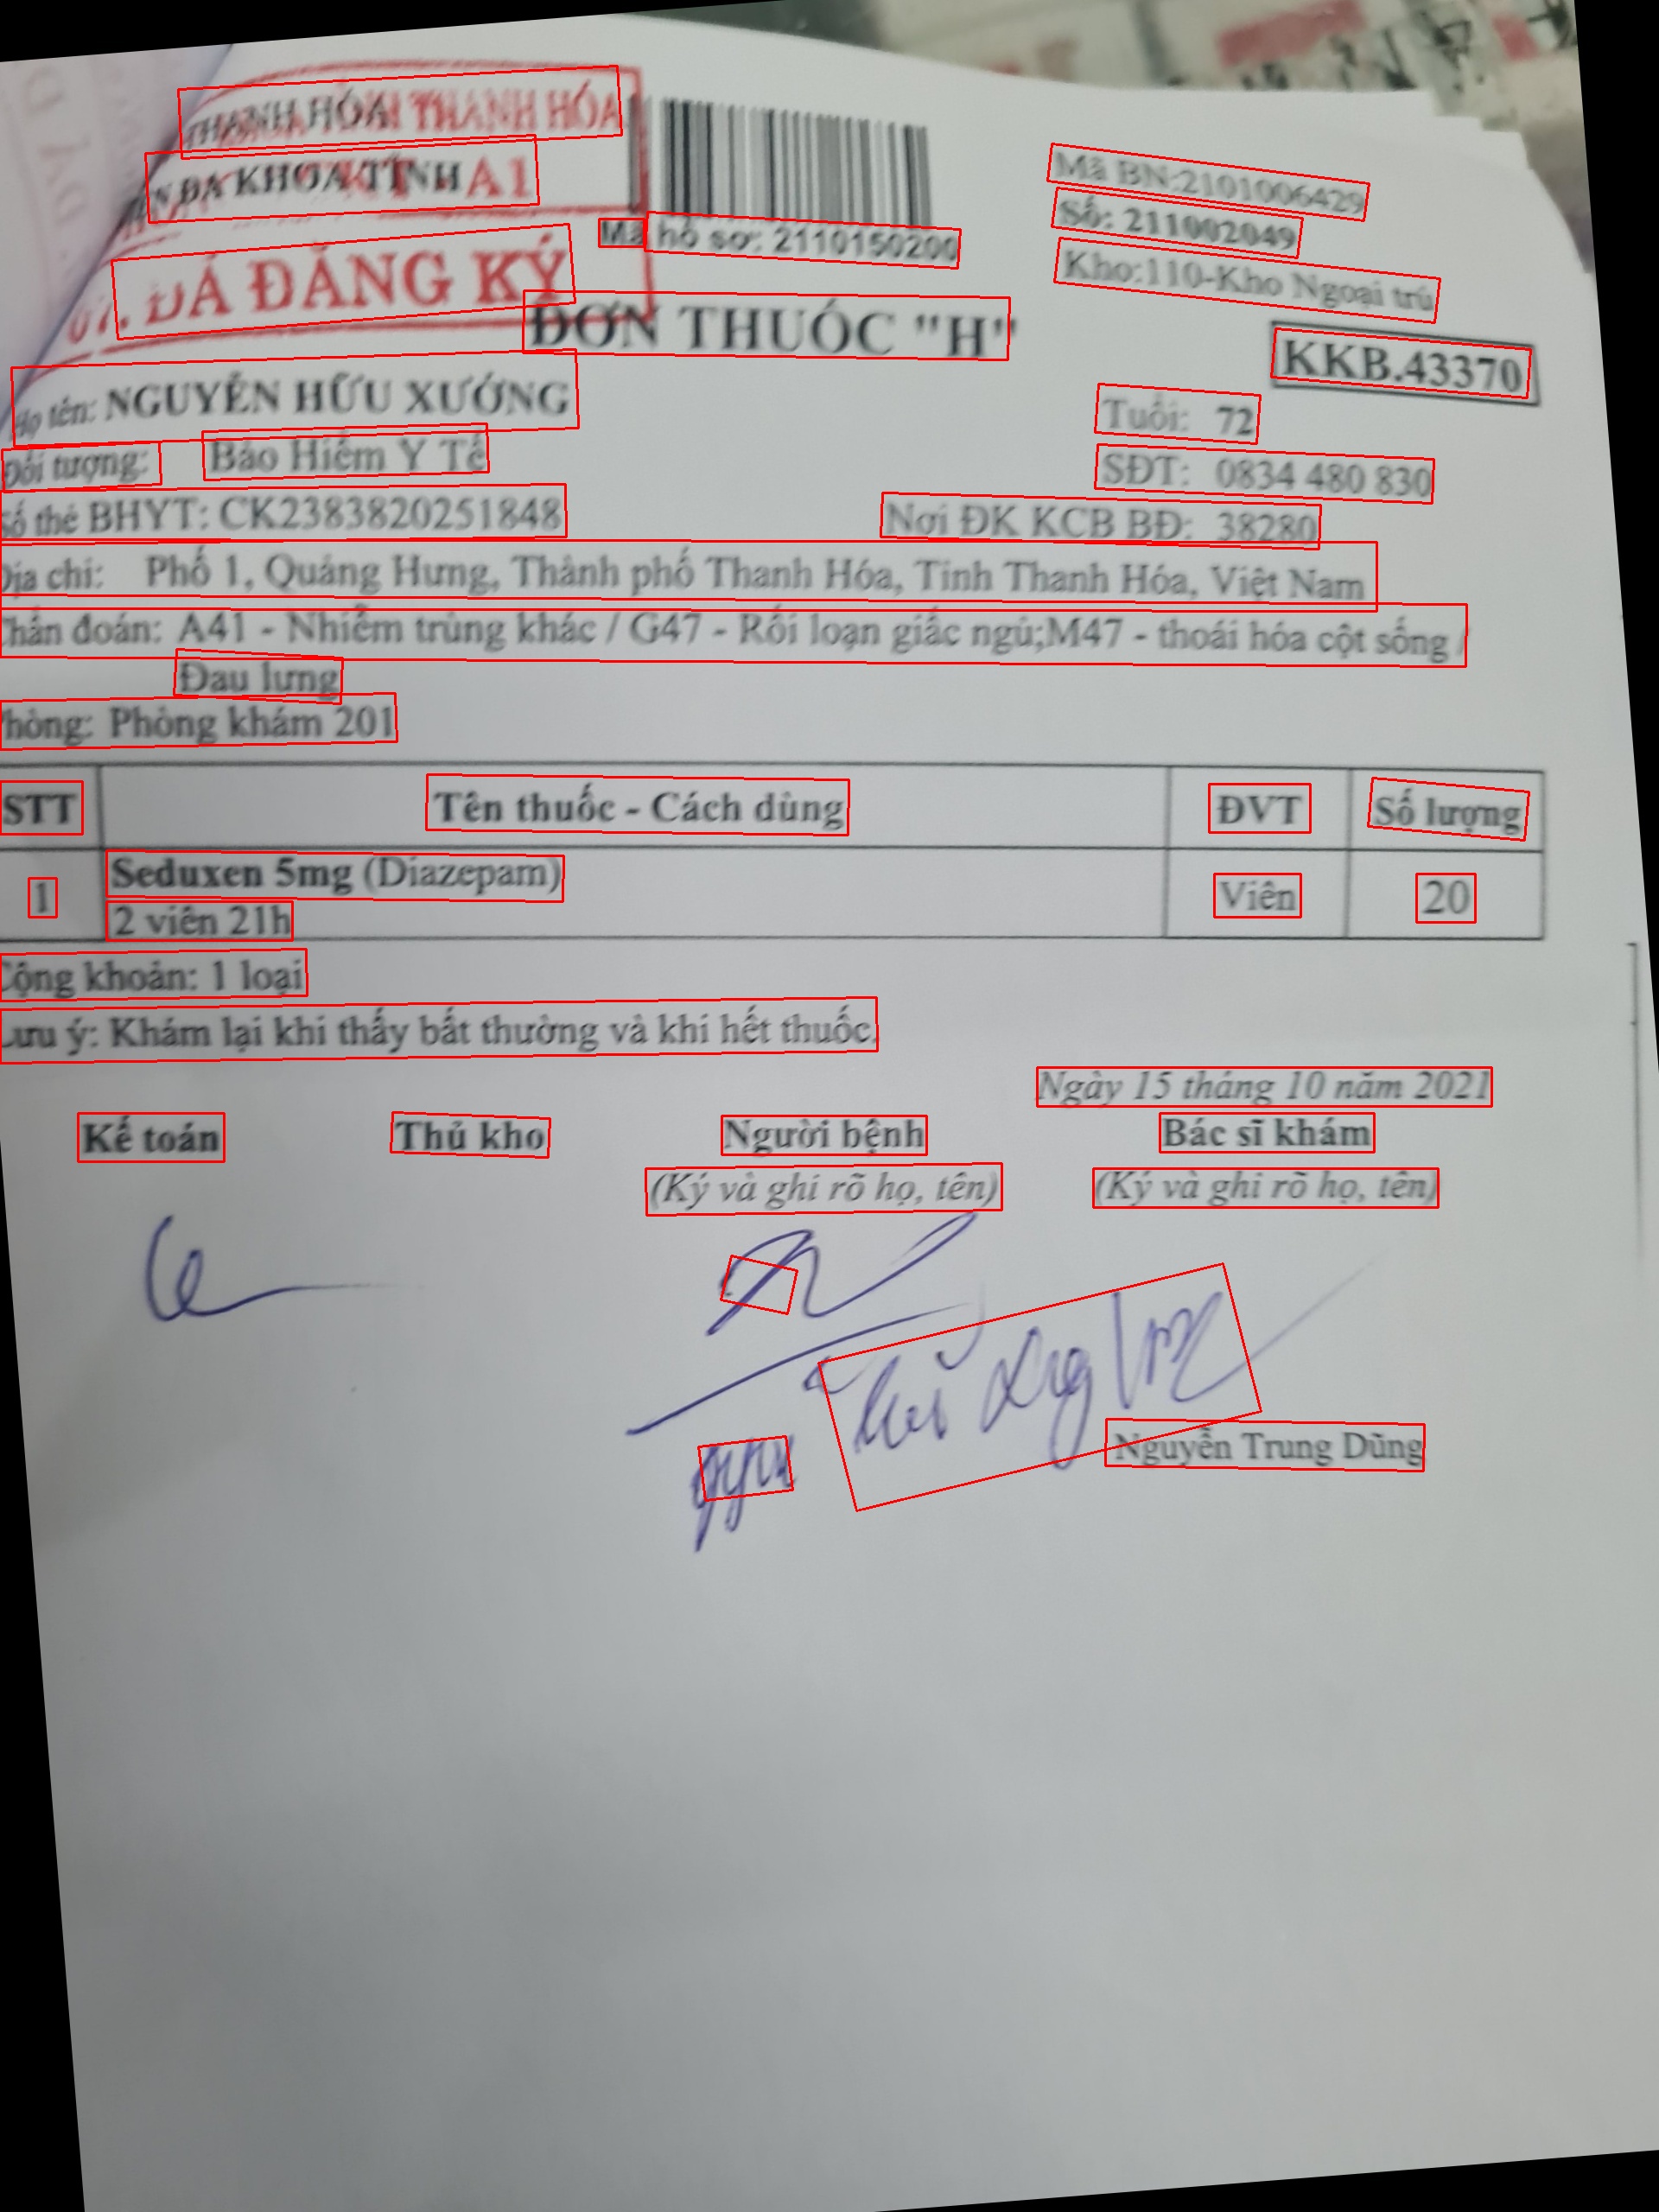 THANH HÓA THANH HÓA
ĐA KHOA TỈNH A1
ĐÃ ĐĂNG KÝ
Mã hồ sơ: 2110150200
Mã BN:2101006429
Số: 211002049
Kho:110-Kho Ngoại trú
ĐƠN THUỐC "H"
KKB.43370
Họ tên: NGUYỄN HỮU XƯỚNG
Tuổi: 72
Đối tượng: Bảo Hiểm Y Tế
SĐT: 0834 480 830
Số thẻ BHYT: CK2383820251848
Nơi ĐK KCB BĐ: 38280
Địa chỉ: Phố 1, Quảng Hưng, Thành phố Thanh Hóa, Tỉnh Thanh Hóa, Việt Nam
Chẩn đoán: A41 - Nhiễm trùng khác / G47 - Rối loạn giấc ngủ;M47 - thoái hóa cột sống /
Đau lưng
Phòng: Phòng khám 201
STT Tên thuốc - Cách dùng ĐVT Số lượng
1 Seduxen 5mg (Diazepam) Viên 20
2 viên 21h
Cộng khoản: 1 loại
Lưu ý: Khám lại khi thấy bất thường và khi hết thuốc.
Ngày 15 tháng 10 năm 2021
Kế toán Thủ kho Người bệnh Bác sĩ khám
(Ký và ghi rõ họ, tên) (Ký và ghi rõ họ, tên)
Nguyễn Trung Dũng